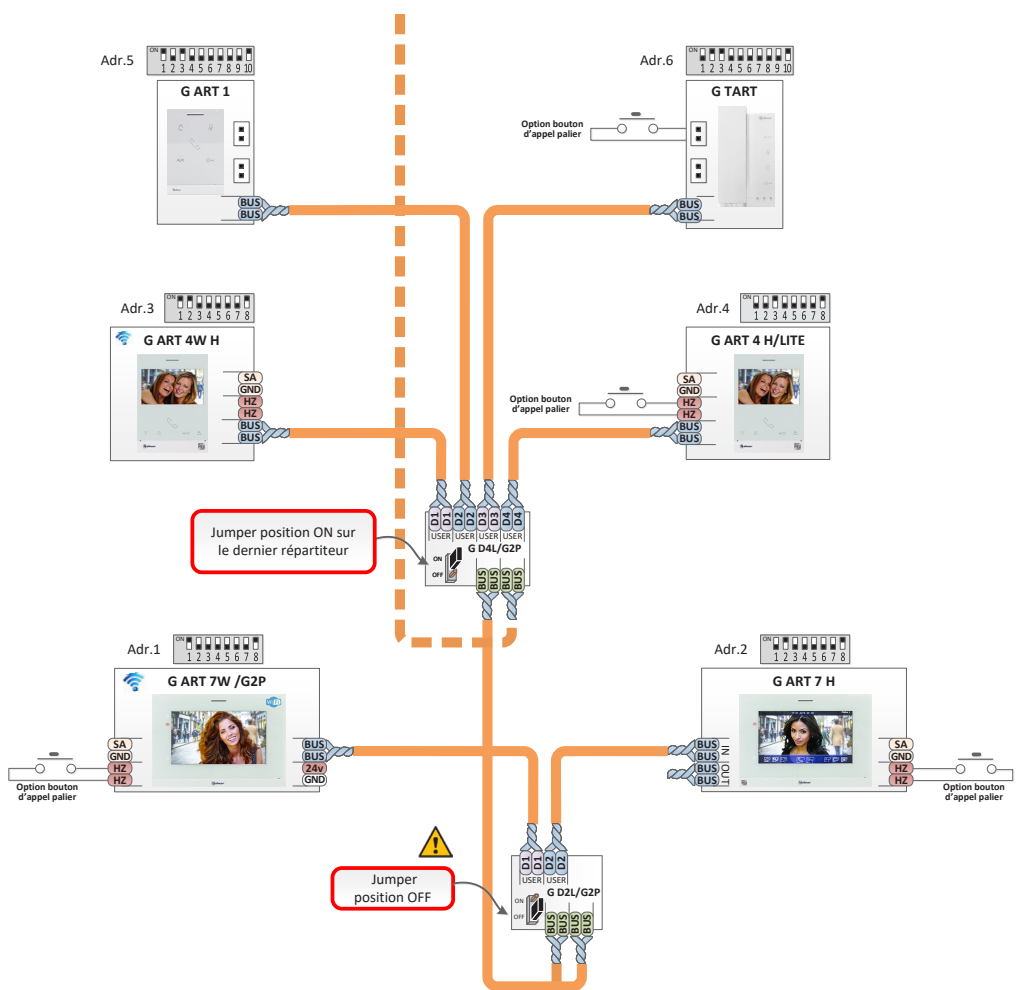 Adr.5
ON
1 2 3 4 5 6 7 8 9 10
G ART 1
BUS
BUS
Adr.6
ON
1 2 3 4 5 6 7 8 9 10
G TART
Option bouton
d'appel palier
BUS
BUS
Adr.3
ON
1 2 3 4 5 6 7 8
G ART 4W H
SA
GND
HZ
HZ
BUS
BUS
Adr.4
ON
1 2 3 4 5 6 7 8
G ART 4 H/LITE
Option bouton
d'appel palier
SA
GND
HZ
HZ
BUS
BUS
D1 D1 D2 D2 D3 D3 D4 D4
USER USER USER USER
G D4L/G2P
ON
OFF
BUS BUS BUS BUS
Jumper position ON sur
le dernier répartiteur
Adr.1
ON
1 2 3 4 5 6 7 8
G ART 7W /G2P
WiFi
SA
GND
HZ
HZ
BUS
BUS
24v
GND
Option bouton
d'appel palier
Adr.2
ON
1 2 3 4 5 6 7 8
G ART 7 H
BUS
BUS
IN
BUS
BUS
OUT
SA
GND
HZ
HZ
Option bouton
d'appel palier
D1 D1 D2 D2
USER USER
G D2L/G2P
ON
OFF
BUS BUS BUS BUS
Jumper
position OFF